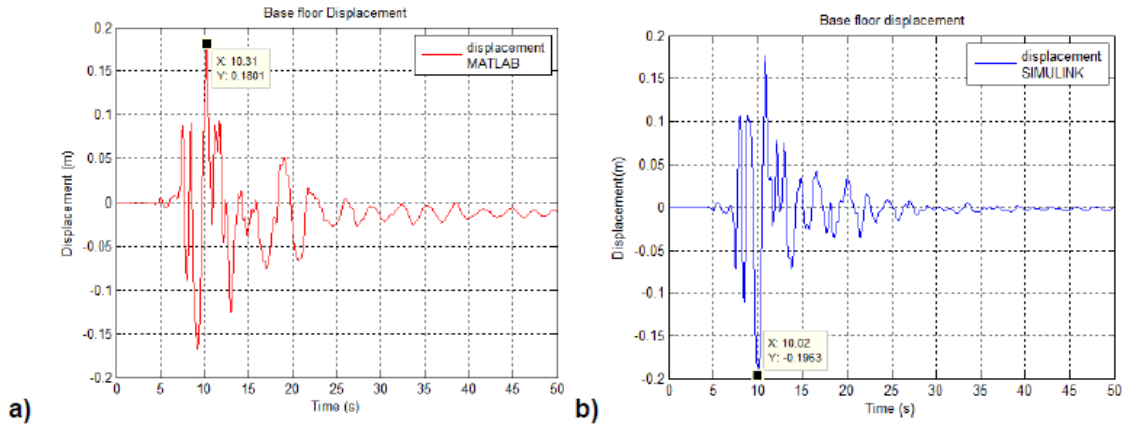 Base floor Displacement
0.2
0.15
0.1
0.05
0
-0.05
-0.1
-0.15
-0.2
Displacement (m)
X: 10.31
Y: 0.1801
displacement
MATLAB
0 5 10 15 20 25 30 35 40 45 50
Time (s)
a)
Base floor displacement
0.2
0.15
0.1
0.05
0
-0.05
-0.1
-0.15
-0.2
Displacement(m)
displacement
SIMULINK
X: 10.02
Y: -0.1963
0 5 10 15 20 25 30 35 40 45 50
Time (s)
b)